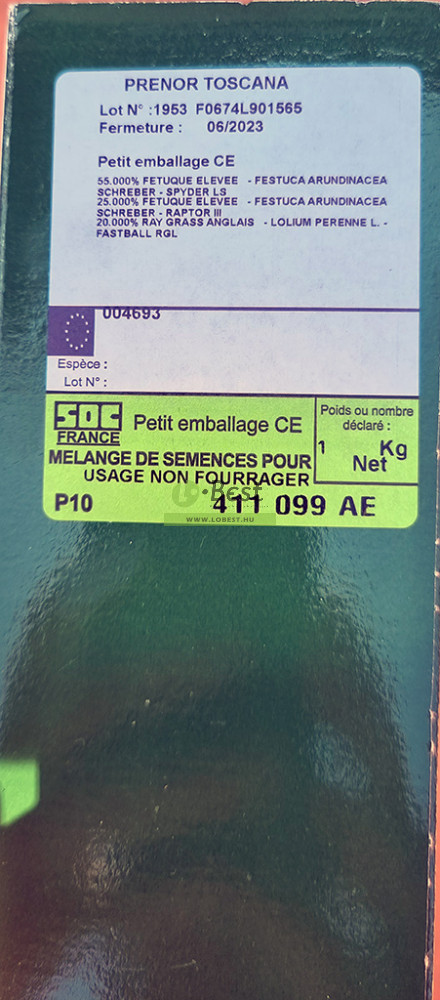 PRENOR TOSCANA
Lot N° :1953 F0674L901565
Fermeture : 06/2023
Petit emballage CE
55.000% FETUQUE ELEVEE - FESTUCA ARUNDINACEA
SCHREBER - SPYDER LS
25.000% FETUQUE ELEVEE - FESTUCA ARUNDINACEA
SCHREBER - RAPTOR III
20.000% RAY GRASS ANGLAIS - LOLIUM PERENNE L. -
FASTBALL RGL
004693
Espèce :
Lot N° :
SOC
FRANCE
Petit emballage CE
Poids ou nombre
déclaré :
1 Kg
Net
MELANGE DE SEMENCES POUR
USAGE NON FOURRAGER
P10 411 099 AE
Lo.Best
WWW.LOBEST.HU